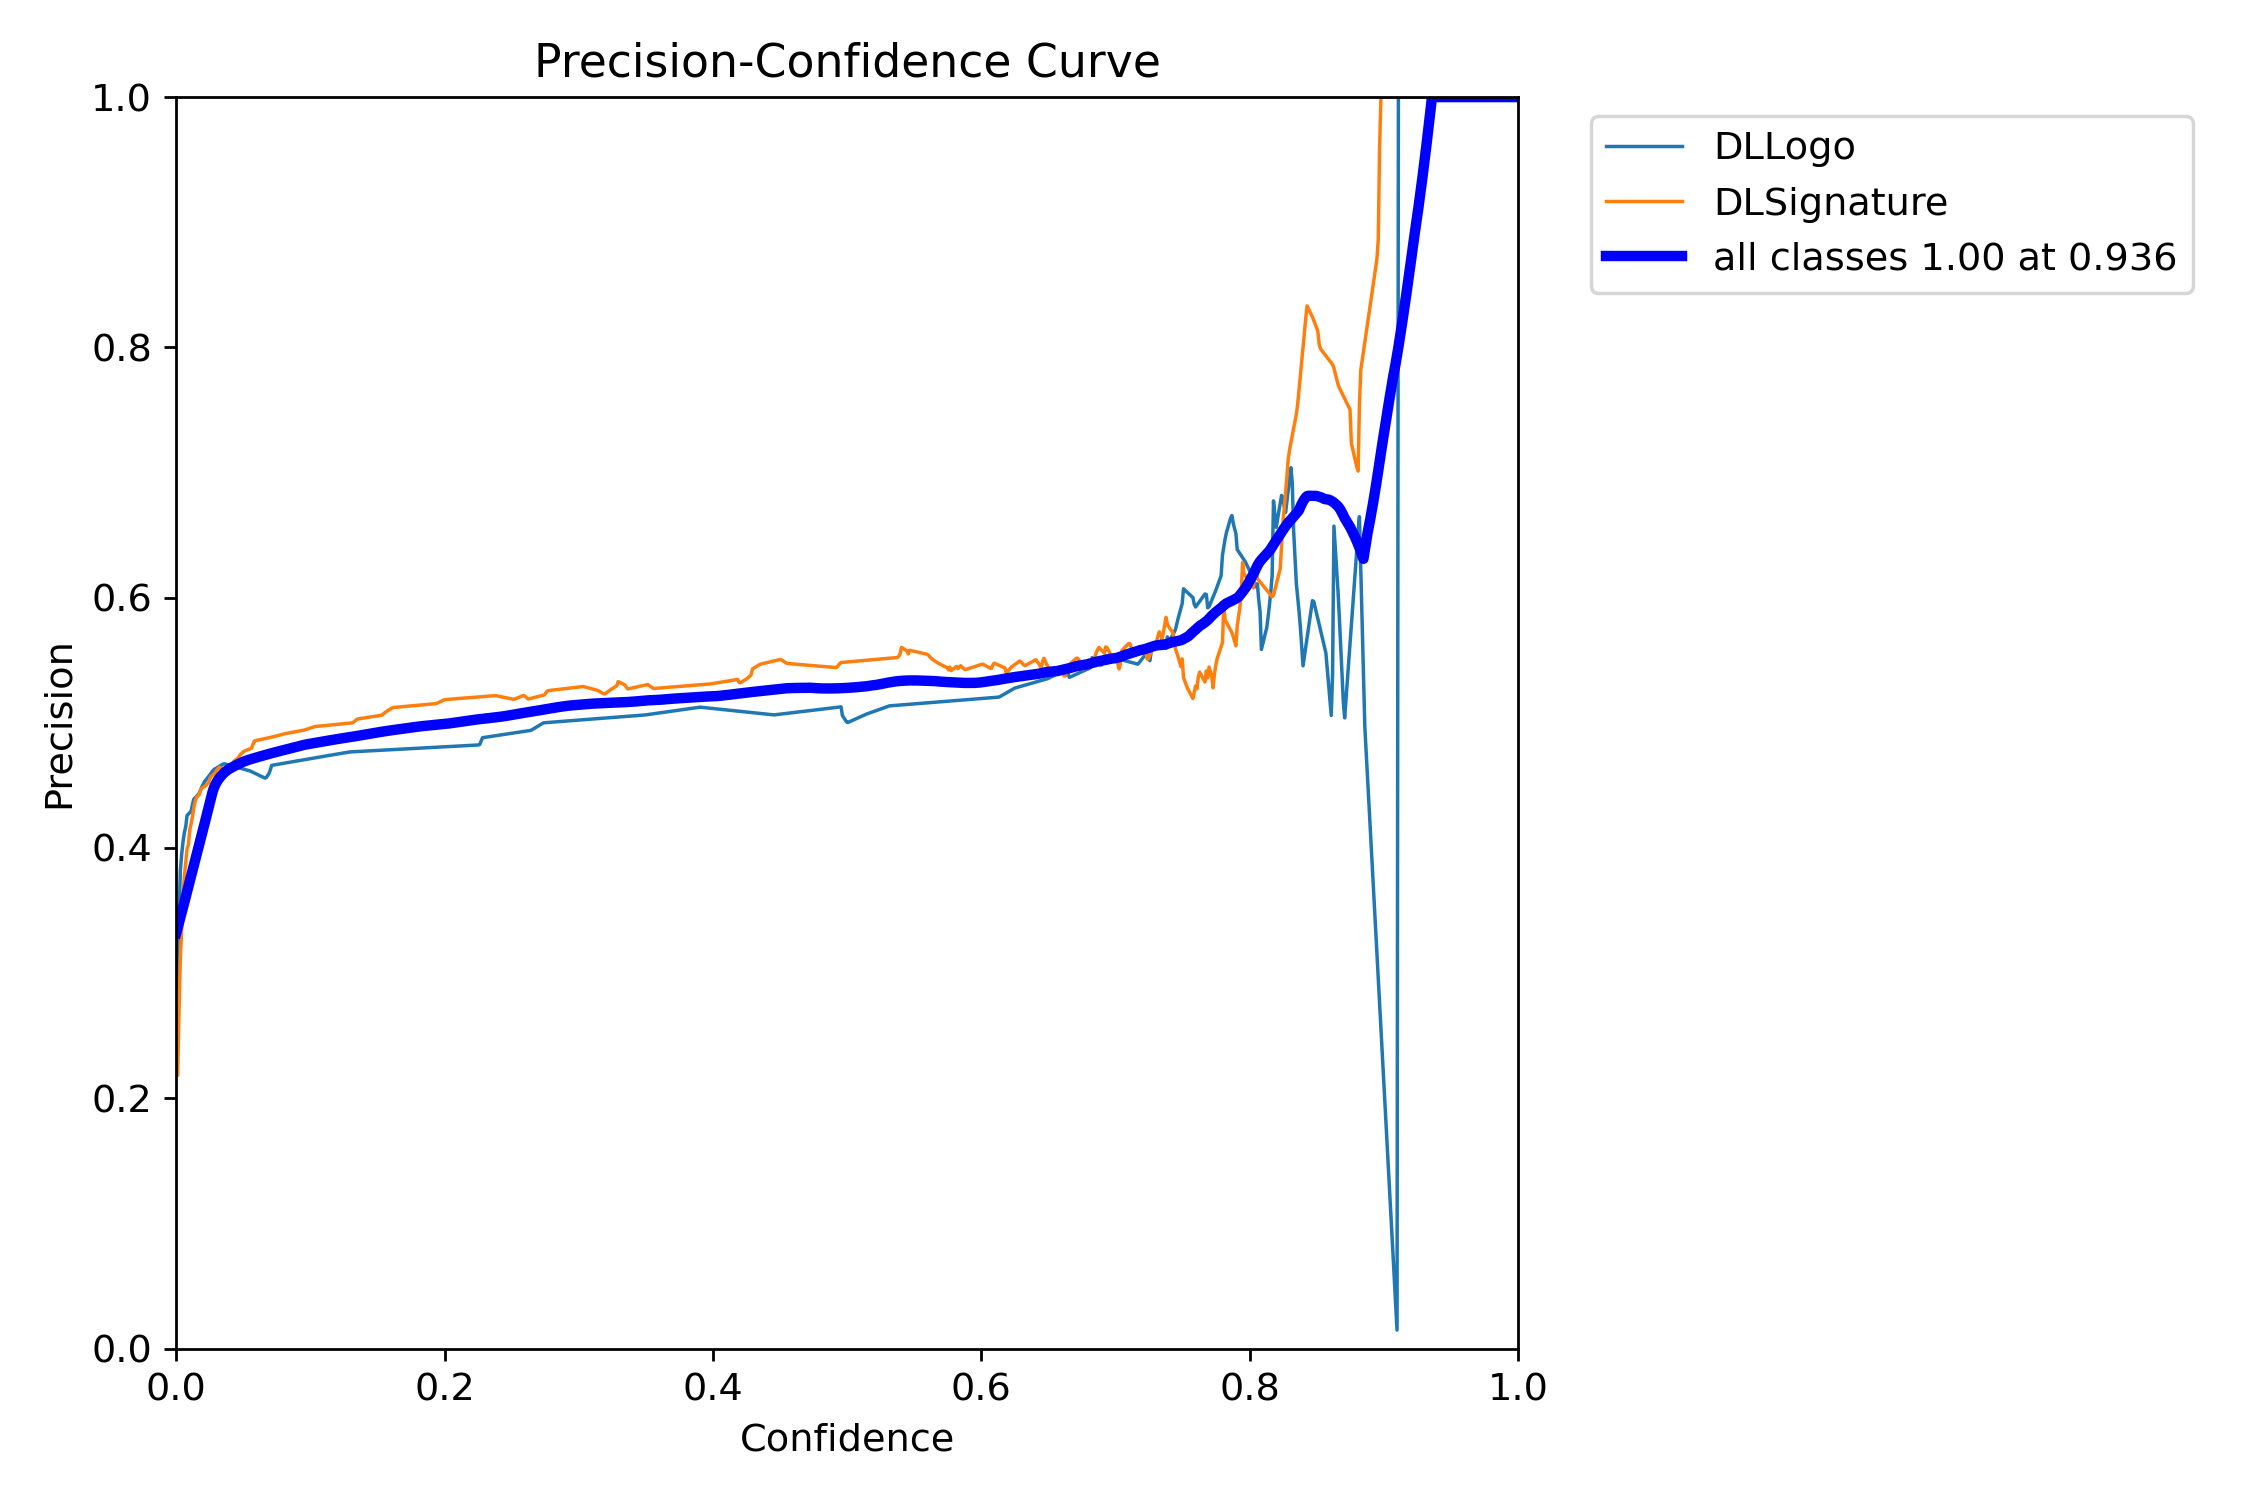 Precision-Confidence Curve
1.0
0.8
0.6
0.4
0.2
0.0
Precision
0.0 0.2 0.4 0.6 0.8 1.0
Confidence
DLLogo
DLSignature
all classes 1.00 at 0.936